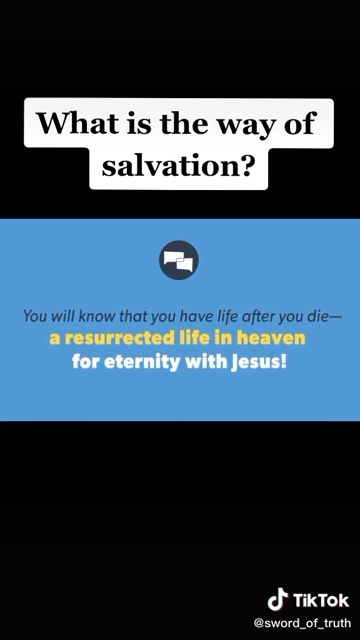 What is the way of
salvation?
You will know that you have life after you die—
a resurrected life in heaven
for eternity with Jesus!
TikTok
@sword_of_truth